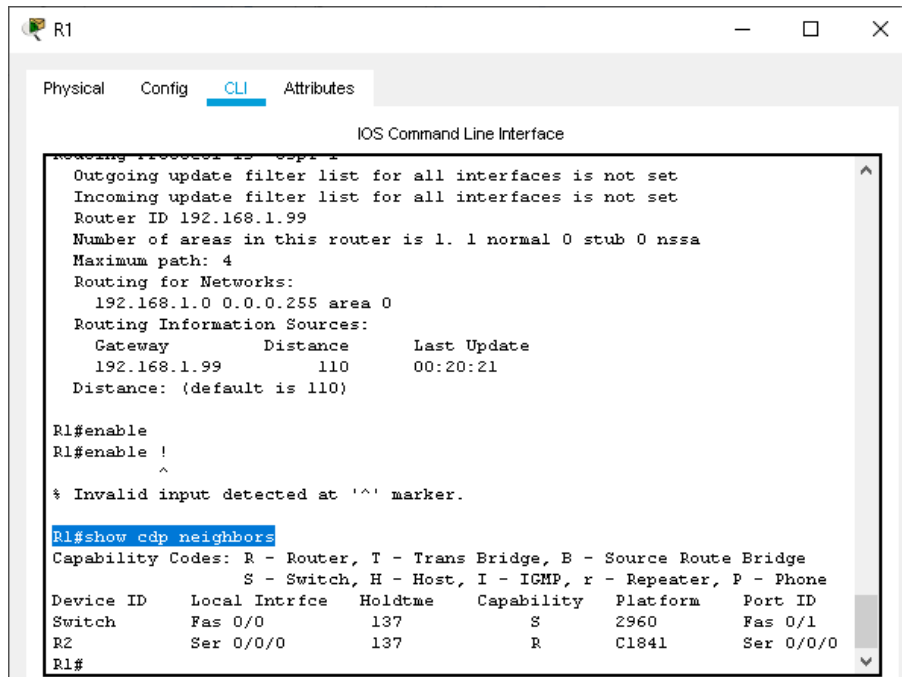 R1
Physical Config CLI Attributes
IOS Command Line Interface
Outgoing update filter list for all interfaces is not set
Incoming update filter list for all interfaces is not set
Router ID 192.168.1.99
Number of areas in this router is 1. 1 normal 0 stub 0 nssa
Maximum path: 4
Routing for Networks:
192.168.1.0 0.0.0.255 area 0
Routing Information Sources:
Gateway Distance Last Update
192.168.1.99 110 00:20:21
Distance: (default is 110)
R1#enable
R1#enable !
^
% Invalid input detected at '^' marker.
R1#show cdp neighbors
Capability Codes: R - Router, T - Trans Bridge, B - Source Route Bridge
S - Switch, H - Host, I - IGMP, r - Repeater, P - Phone
Device ID Local Intrfce Holdtme Capability Platform Port ID
Switch Fas 0/0 137 S 2960 Fas 0/1
R2 Ser 0/0/0 137 R C1841 Ser 0/0/0
R1#